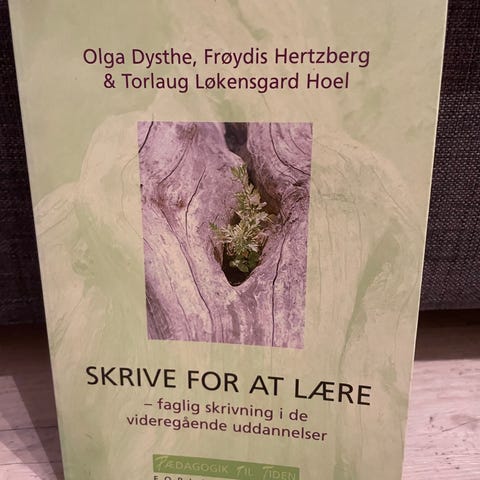 Olga Dysthe, Frøydis Hertzberg
& Torlaug Løkensgard Hoel
SKRIVE FOR AT LÆRE
– faglig skrivning i de
videregående uddannelser
PÆDAGOGIK TIL TIDEN